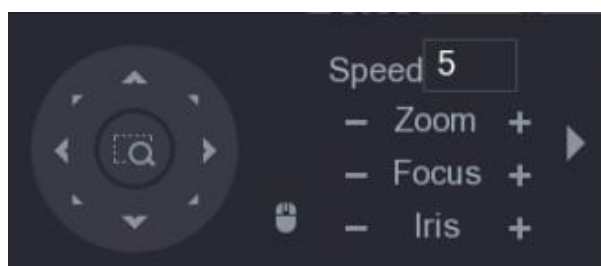 Speed 5
− Zoom +
− Focus +
− Iris +